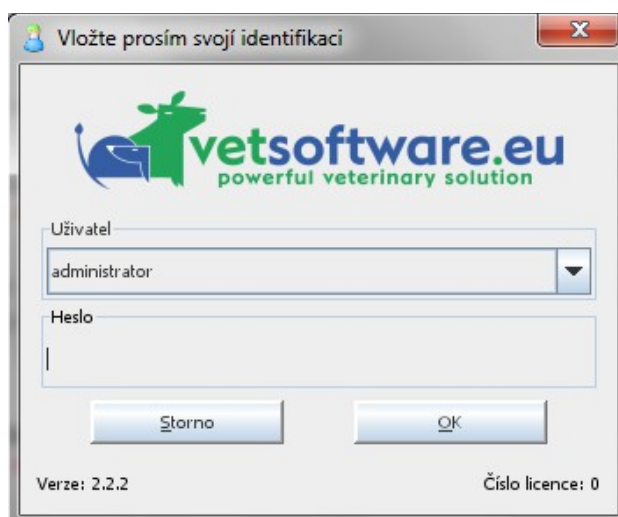 Vložte prosím svojí identifikaci
vetsoftware.eu
powerful veterinary solution
Uživatel
administrator
Heslo
Storno
OK
Verze: 2.2.2
Číslo licence: 0